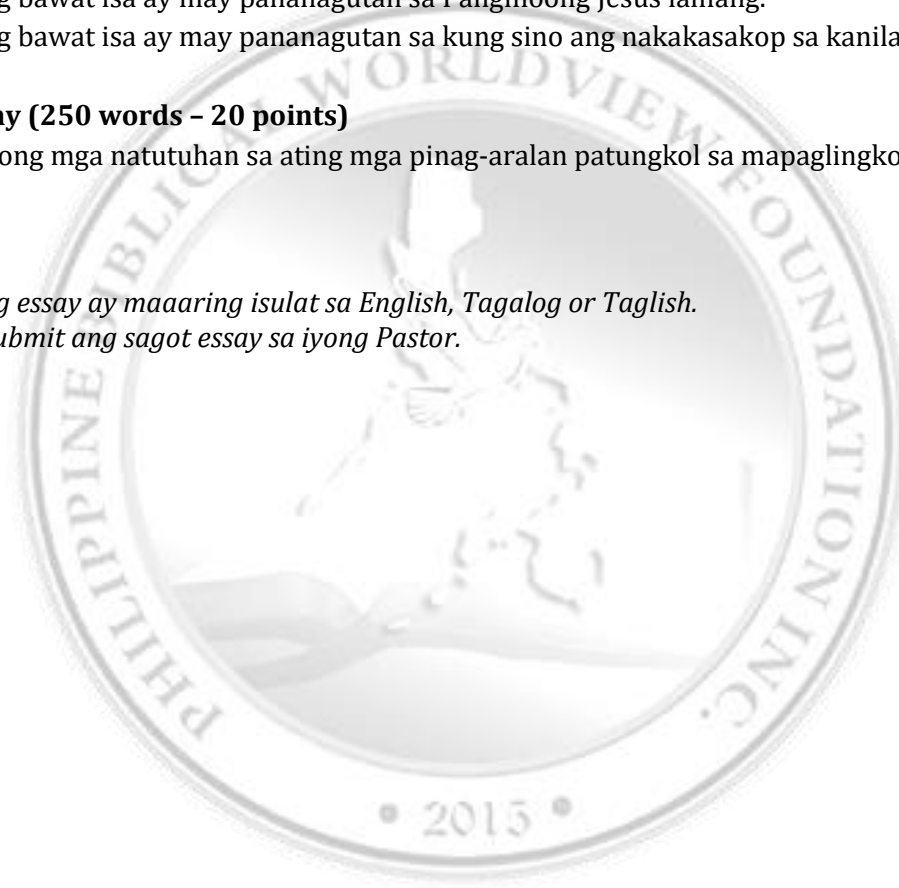 g bawat isa ay may pananagutan sa Panginoong Jesus lamang.
g bawat isa ay may pananagutan sa kung sino ang nakakasakop sa kanila
ay (250 words – 20 points)
ong mga natutuhan sa ating mga pinag-aralan patungkol sa mapaglingko
g essay ay maaaring isulat sa English, Tagalog or Taglish.
ubmit ang sagot essay sa iyong Pastor.
PHILIPPINE BIBLICAL WORLDVIEW FOUNDATION INC.
• 2015 •